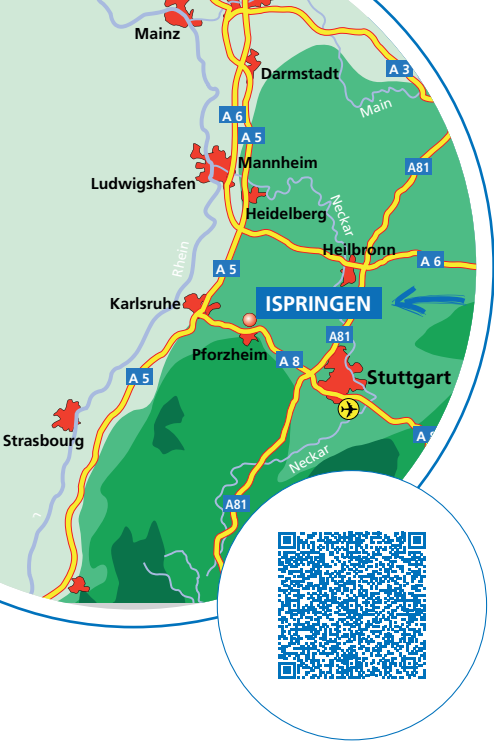 Mainz
Darmstadt
A 3
Main
A 6
A 5
A81
Mannheim
Ludwigshafen
Neckar
Heidelberg
Rhein
Heilbronn
A 5
A 6
Karlsruhe
ISPRINGEN
A81
Pforzheim
A 8
A 5
Stuttgart
Strasbourg
Neckar
A81